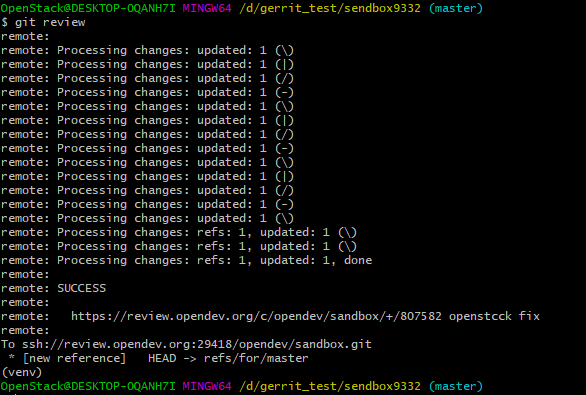 OpenStack@DESKTOP-OQANH7I MINGW64 /d/gerrit_test/sendbox9332 (master)
$ git review
remote:
remote: Processing changes: updated: 1 (\)
remote: Processing changes: updated: 1 (|)
remote: Processing changes: updated: 1 (/)
remote: Processing changes: updated: 1 (-)
remote: Processing changes: updated: 1 (\)
remote: Processing changes: updated: 1 (|)
remote: Processing changes: updated: 1 (/)
remote: Processing changes: updated: 1 (-)
remote: Processing changes: updated: 1 (\)
remote: Processing changes: updated: 1 (|)
remote: Processing changes: updated: 1 (/)
remote: Processing changes: updated: 1 (-)
remote: Processing changes: updated: 1 (\)
remote: Processing changes: refs: 1, updated: 1 (\)
remote: Processing changes: refs: 1, updated: 1 (\)
remote: Processing changes: refs: 1, updated: 1, done
remote:
remote: SUCCESS
remote:
remote:   https://review.opendev.org/c/opendev/sandbox/+/807582 openstcck fix
remote:
To ssh://review.opendev.org:29418/opendev/sandbox.git
 * [new reference]   HEAD -> refs/for/master
(venv)
OpenStack@DESKTOP-OQANH7I MINGW64 /d/gerrit_test/sendbox9332 (master)